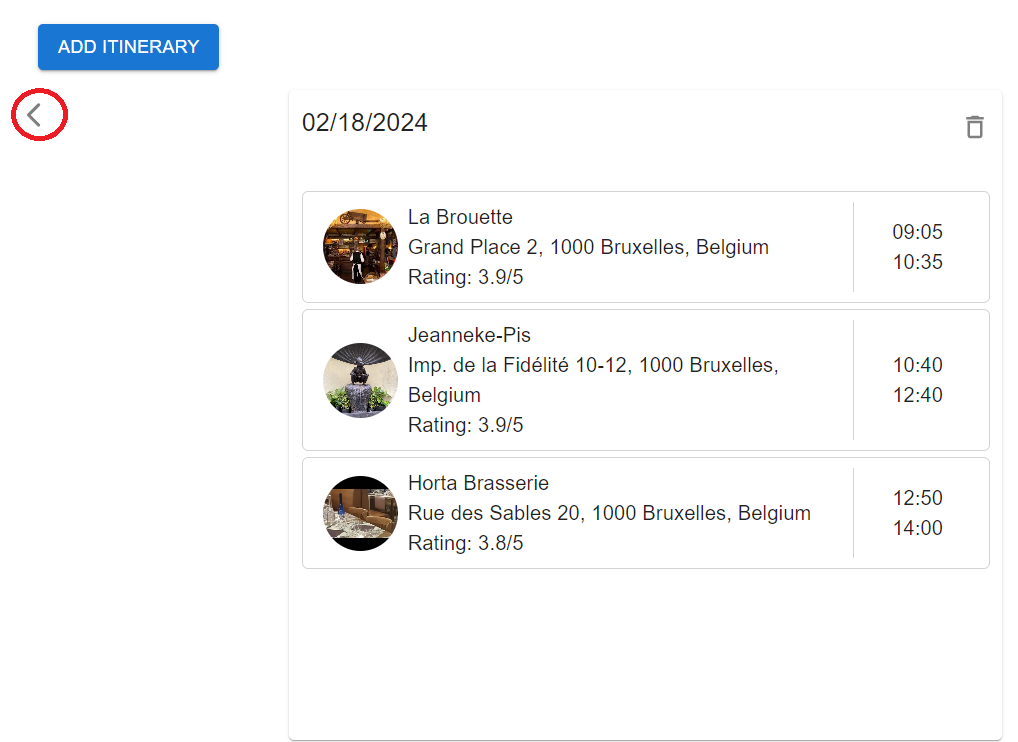 ADD ITINERARY
02/18/2024
La Brouette
Grand Place 2, 1000 Bruxelles, Belgium
Rating: 3.9/5
09:05
10:35
Jeanneke-Pis
Imp. de la Fidélité 10-12, 1000 Bruxelles,
Belgium
Rating: 3.9/5
10:40
12:40
Horta Brasserie
Rue des Sables 20, 1000 Bruxelles, Belgium
Rating: 3.8/5
12:50
14:00